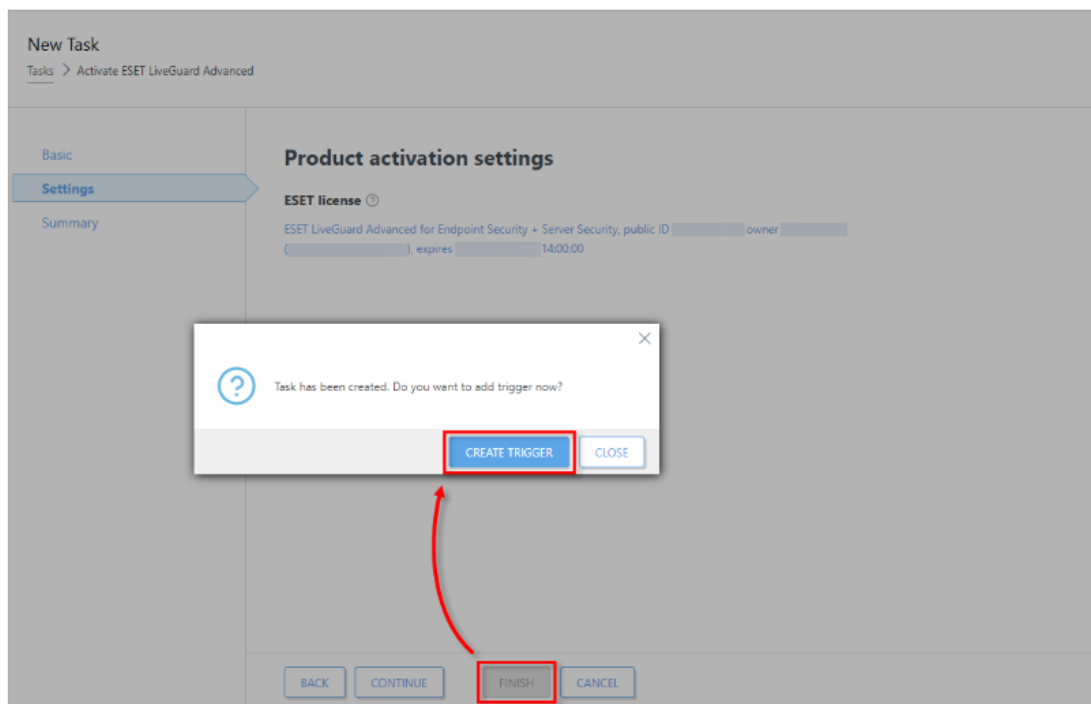 New Task
Tasks > Activate ESET LiveGuard Advanced
Basic
Settings
Summary
Product activation settings
ESET license ?
ESET LiveGuard Advanced for Endpoint Security + Server Security, public ID owner
( ), expires 14:00:00
?
Task has been created. Do you want to add trigger now?
CREATE TRIGGER
CLOSE
BACK
CONTINUE
FINISH
CANCEL